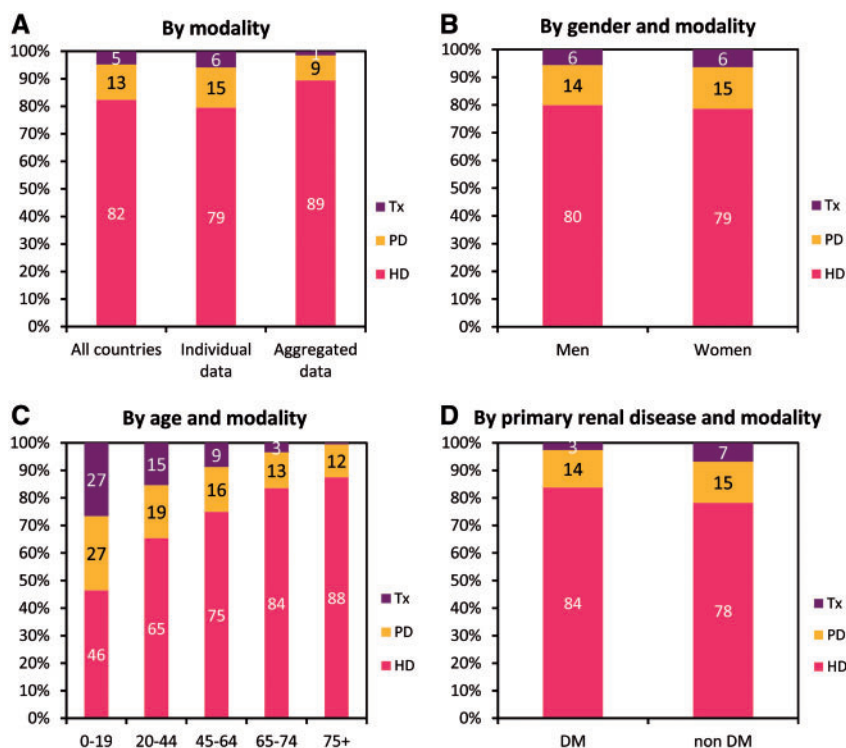 A
By modality
100%
90%
80%
70%
60%
50%
40%
30%
20%
10%
0%
5
6
1
13
15
9
82
79
89
Tx
PD
HD
All countries
Individual
data
Aggregated
data
B
By gender and modality
100%
90%
80%
70%
60%
50%
40%
30%
20%
10%
0%
6
6
14
15
80
79
Tx
PD
HD
Men
Women
C
By age and modality
100%
90%
80%
70%
60%
50%
40%
30%
20%
10%
0%
27
15
9
3
27
19
16
13
12
46
65
75
84
88
Tx
PD
HD
0-19
20-44
45-64
65-74
75+
D
By primary renal disease and modality
100%
90%
80%
70%
60%
50%
40%
30%
20%
10%
0%
3
7
14
15
84
78
Tx
PD
HD
DM
non DM